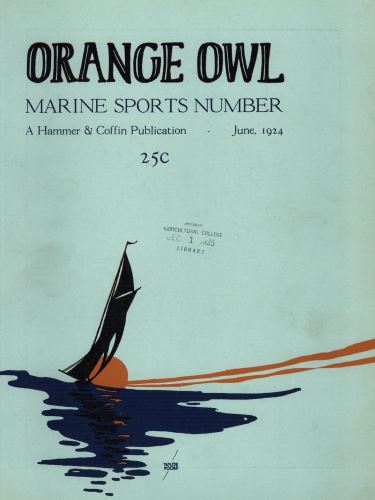 ORANGE OWL
MARINE SPORTS NUMBER
A Hammer & Coffin Publication - June, 1924
25C
AGRICULTURAL COLLEGE
DEC 1 1925
LIBRARY